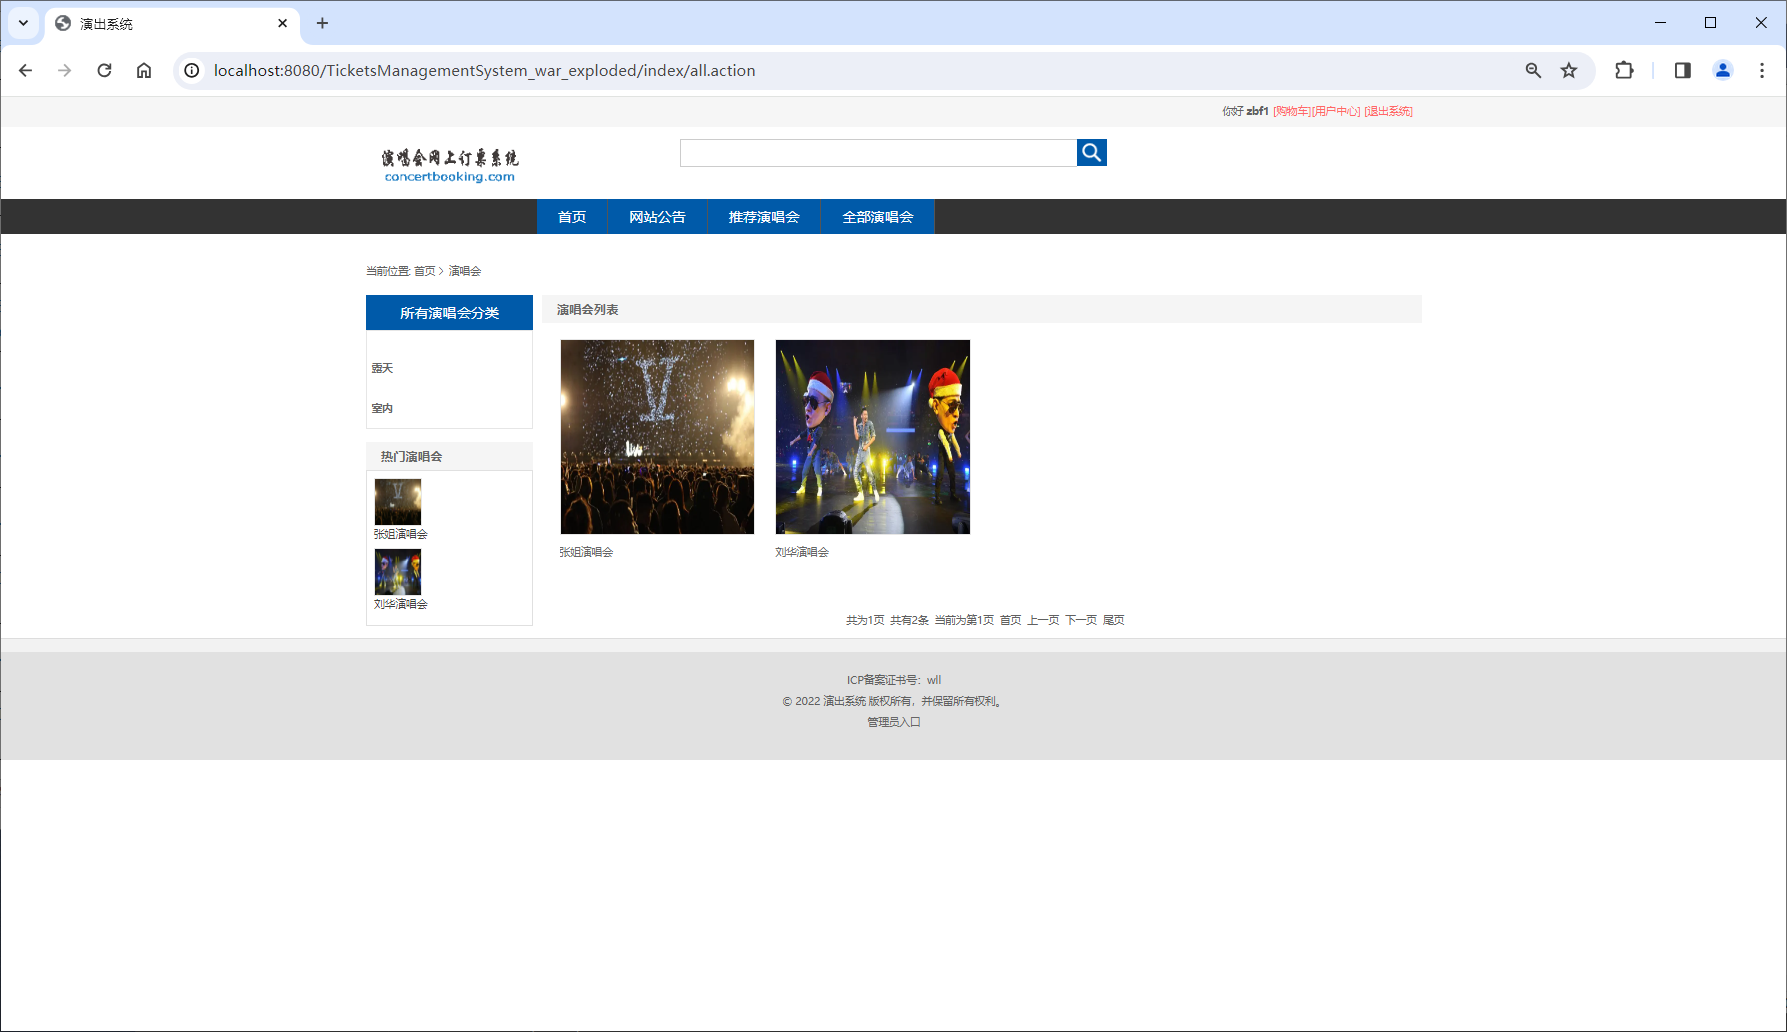 演出系统
localhost:8080/TicketsManagementSystem_war_exploded/index/all.action
你好 zbf1 [购物车][用户中心] [退出系统]
演唱会网上订票系统
concertbooking.com
首页 网站公告 推荐演唱会 全部演唱会
当前位置: 首页 > 演唱会
所有演唱会分类
露天
室内
热门演唱会
张姐演唱会
刘华演唱会
演唱会列表
张姐演唱会 刘华演唱会
共为1页 共有2条 当前为第1页 首页 上一页 下一页 尾页
ICP备案证书号：wll
© 2022 演出系统 版权所有，并保留所有权利。
管理员入口